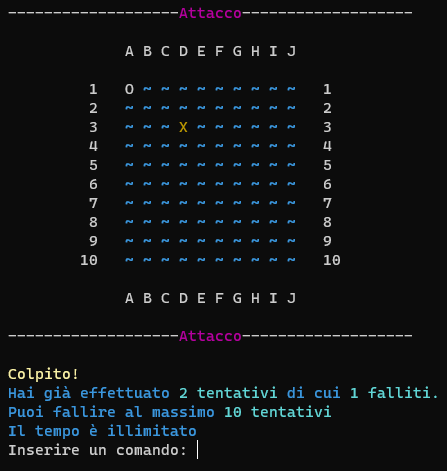 -------------------Attacco-------------------
A B C D E F G H I J
1 O ~ ~ ~ ~ ~ ~ ~ ~ ~ 1
2 ~ ~ ~ ~ ~ ~ ~ ~ ~ ~ 2
3 ~ ~ ~ X ~ ~ ~ ~ ~ ~ 3
4 ~ ~ ~ ~ ~ ~ ~ ~ ~ ~ 4
5 ~ ~ ~ ~ ~ ~ ~ ~ ~ ~ 5
6 ~ ~ ~ ~ ~ ~ ~ ~ ~ ~ 6
7 ~ ~ ~ ~ ~ ~ ~ ~ ~ ~ 7
8 ~ ~ ~ ~ ~ ~ ~ ~ ~ ~ 8
9 ~ ~ ~ ~ ~ ~ ~ ~ ~ ~ 9
10 ~ ~ ~ ~ ~ ~ ~ ~ ~ ~ 10
A B C D E F G H I J
-------------------Attacco-------------------
Colpito!
Hai già effettuato 2 tentativi di cui 1 falliti.
Puoi fallire al massimo 10 tentativi
Il tempo è illimitato
Inserire un comando: